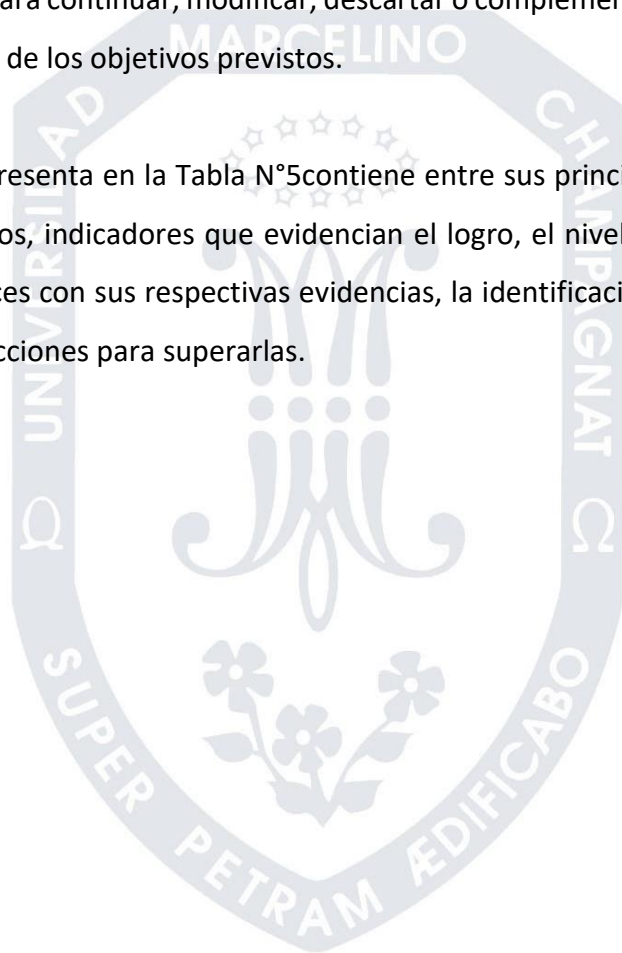 ara continuar, modificar, descartar o complemen
MARCELINO
de los objetivos previstos.
UNIVERSIDAD
CHAMPAGNAT
resenta en la Tabla N°5contiene entre sus princi
os, indicadores que evidencian el logro, el nivel
ces con sus respectivas evidencias, la identificaci
cciones para superarlas.
Ω Ω
SUPER PETRAM ÆDIFICABO